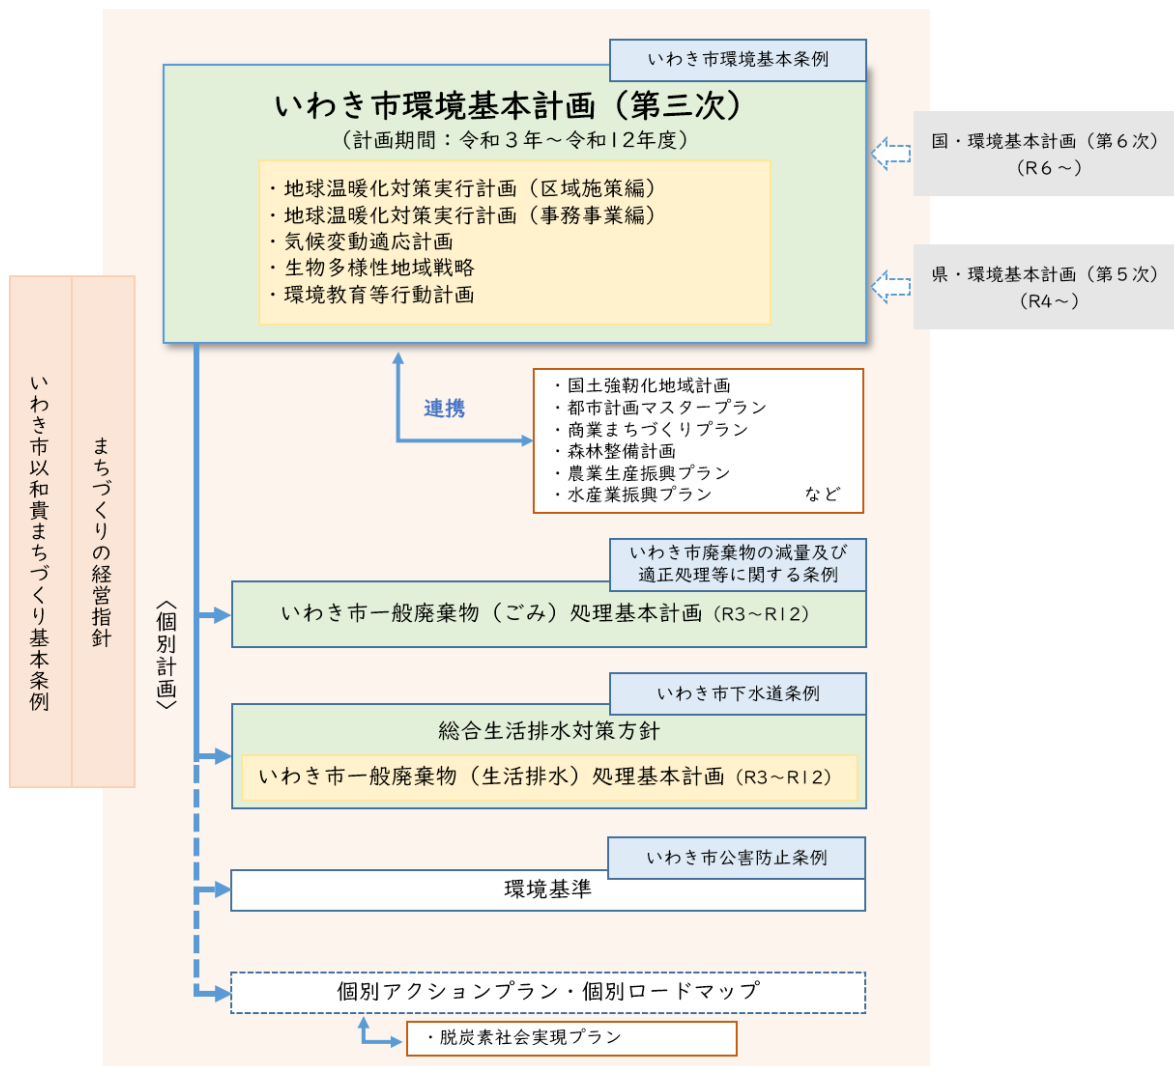 いわき市環境基本条例
いわき市環境基本計画（第三次）
（計画期間：令和３年～令和12年度）
・地球温暖化対策実行計画（区域施策編）
・地球温暖化対策実行計画（事務事業編）
・気候変動適応計画
・生物多様性地域戦略
・環境教育等行動計画
国・環境基本計画（第６次）
（R６～）
県・環境基本計画（第５次）
（R4～）
いわき市以和貴まちづくり基本条例
まちづくりの経営指針
連携
・国土強靭化地域計画
・都市計画マスタープラン
・商業まちづくりプラン
・森林整備計画
・農業生産振興プラン
・水産業振興プラン　　　　　など
〈個別計画〉
いわき市廃棄物の減量及び
適正処理等に関する条例
いわき市一般廃棄物（ごみ）処理基本計画（R3～R12）
いわき市下水道条例
総合生活排水対策方針
いわき市一般廃棄物（生活排水）処理基本計画（R3～R12）
いわき市公害防止条例
環境基準
個別アクションプラン・個別ロードマップ
・脱炭素社会実現プラン